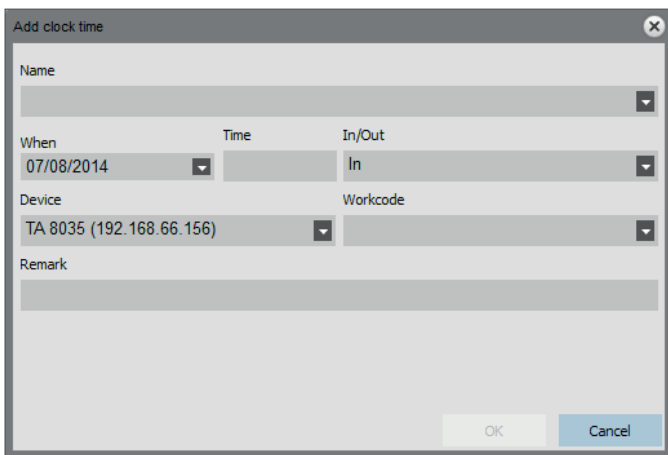 Add clock time
Name
When Time In/Out
07/08/2014 In
Device Workcode
TA 8035 (192.168.66.156)
Remark
OK Cancel